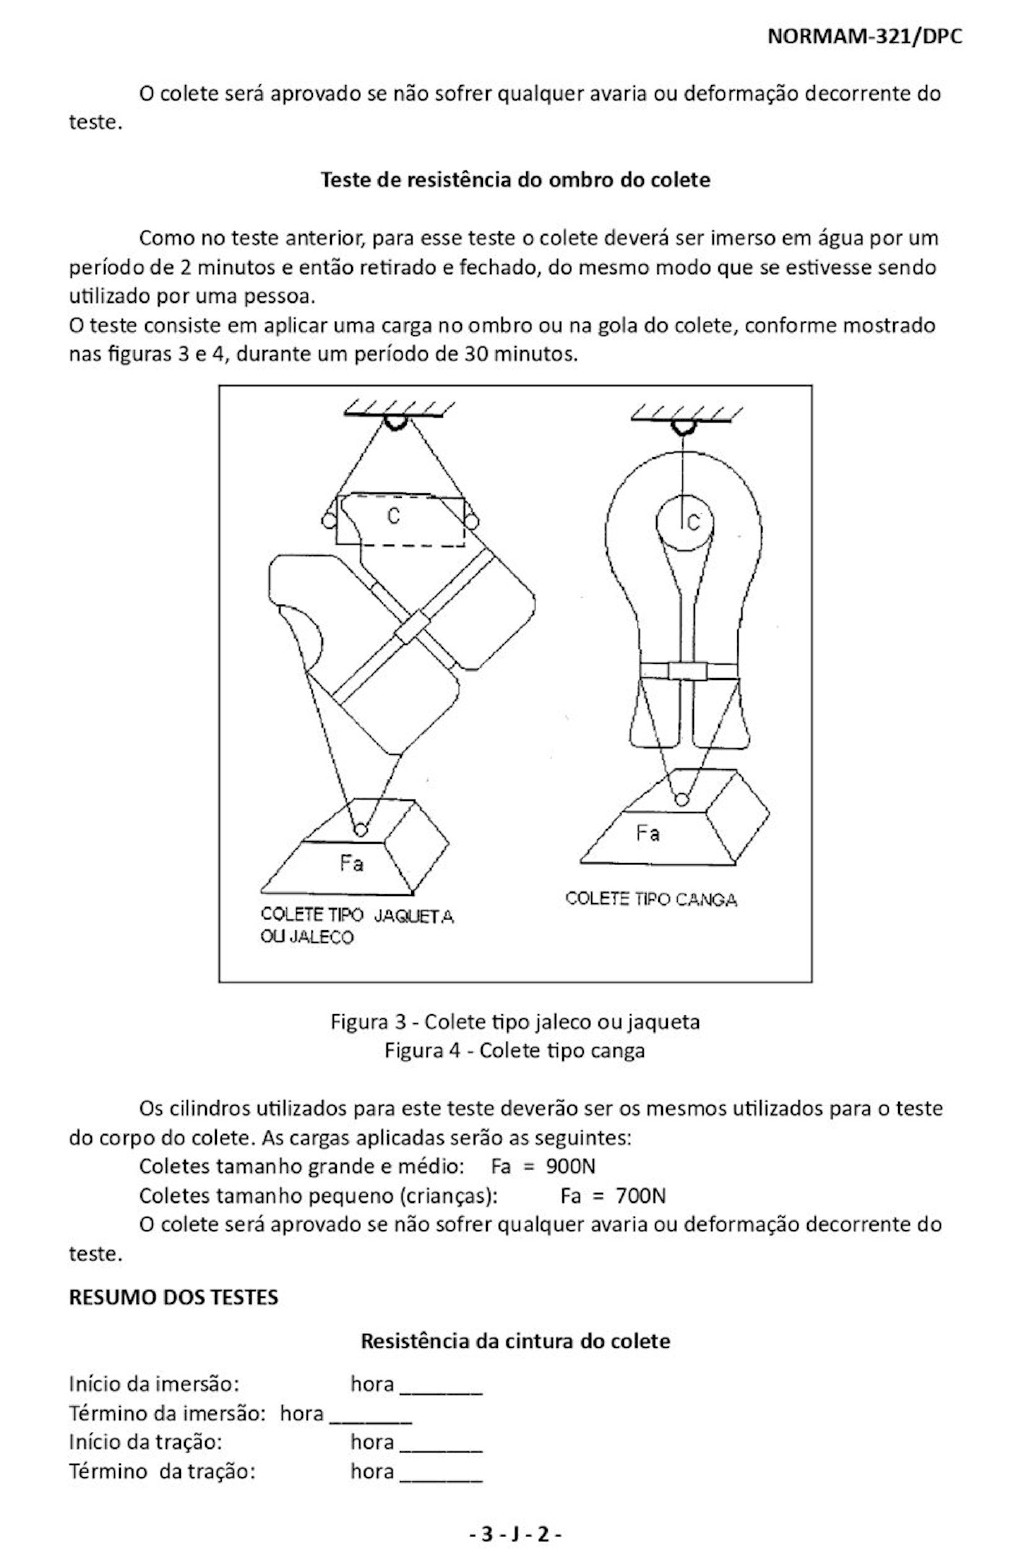 NORMAM-321/DPC
O colete será aprovado se não sofrer qualquer avaria ou deformação decorrente do
teste.
Teste de resistência do ombro do colete
Como no teste anterior, para esse teste o colete deverá ser imerso em água por um
período de 2 minutos e então retirado e fechado, do mesmo modo que se estivesse sendo
utilizado por uma pessoa.
O teste consiste em aplicar uma carga no ombro ou na gola do colete, conforme mostrado
nas figuras 3 e 4, durante um período de 30 minutos.
C
C
Fa
Fa
COLETE TIPO JAQUETA
OU JALECO
COLETE TIPO CANGA
Figura 3 - Colete tipo jaleco ou jaqueta
Figura 4 - Colete tipo canga
Os cilindros utilizados para este teste deverão ser os mesmos utilizados para o teste
do corpo do colete. As cargas aplicadas serão as seguintes:
Coletes tamanho grande e médio: Fa = 900N
Coletes tamanho pequeno (crianças): Fa = 700N
O colete será aprovado se não sofrer qualquer avaria ou deformação decorrente do
teste.
RESUMO DOS TESTES
Resistência da cintura do colete
Início da imersão: hora _______
Término da imersão: hora _______
Início da tração: hora _______
Término da tração: hora _______
- 3 - J - 2 -